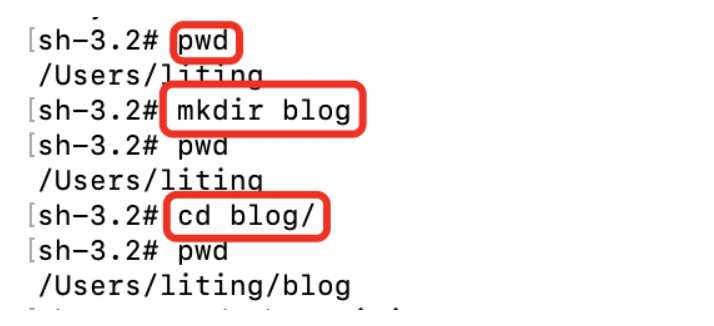 [sh-3.2# pwd
/Users/liting
[sh-3.2# mkdir blog
[sh-3.2# pwd
/Users/liting
[sh-3.2# cd blog/
[sh-3.2# pwd
/Users/liting/blog